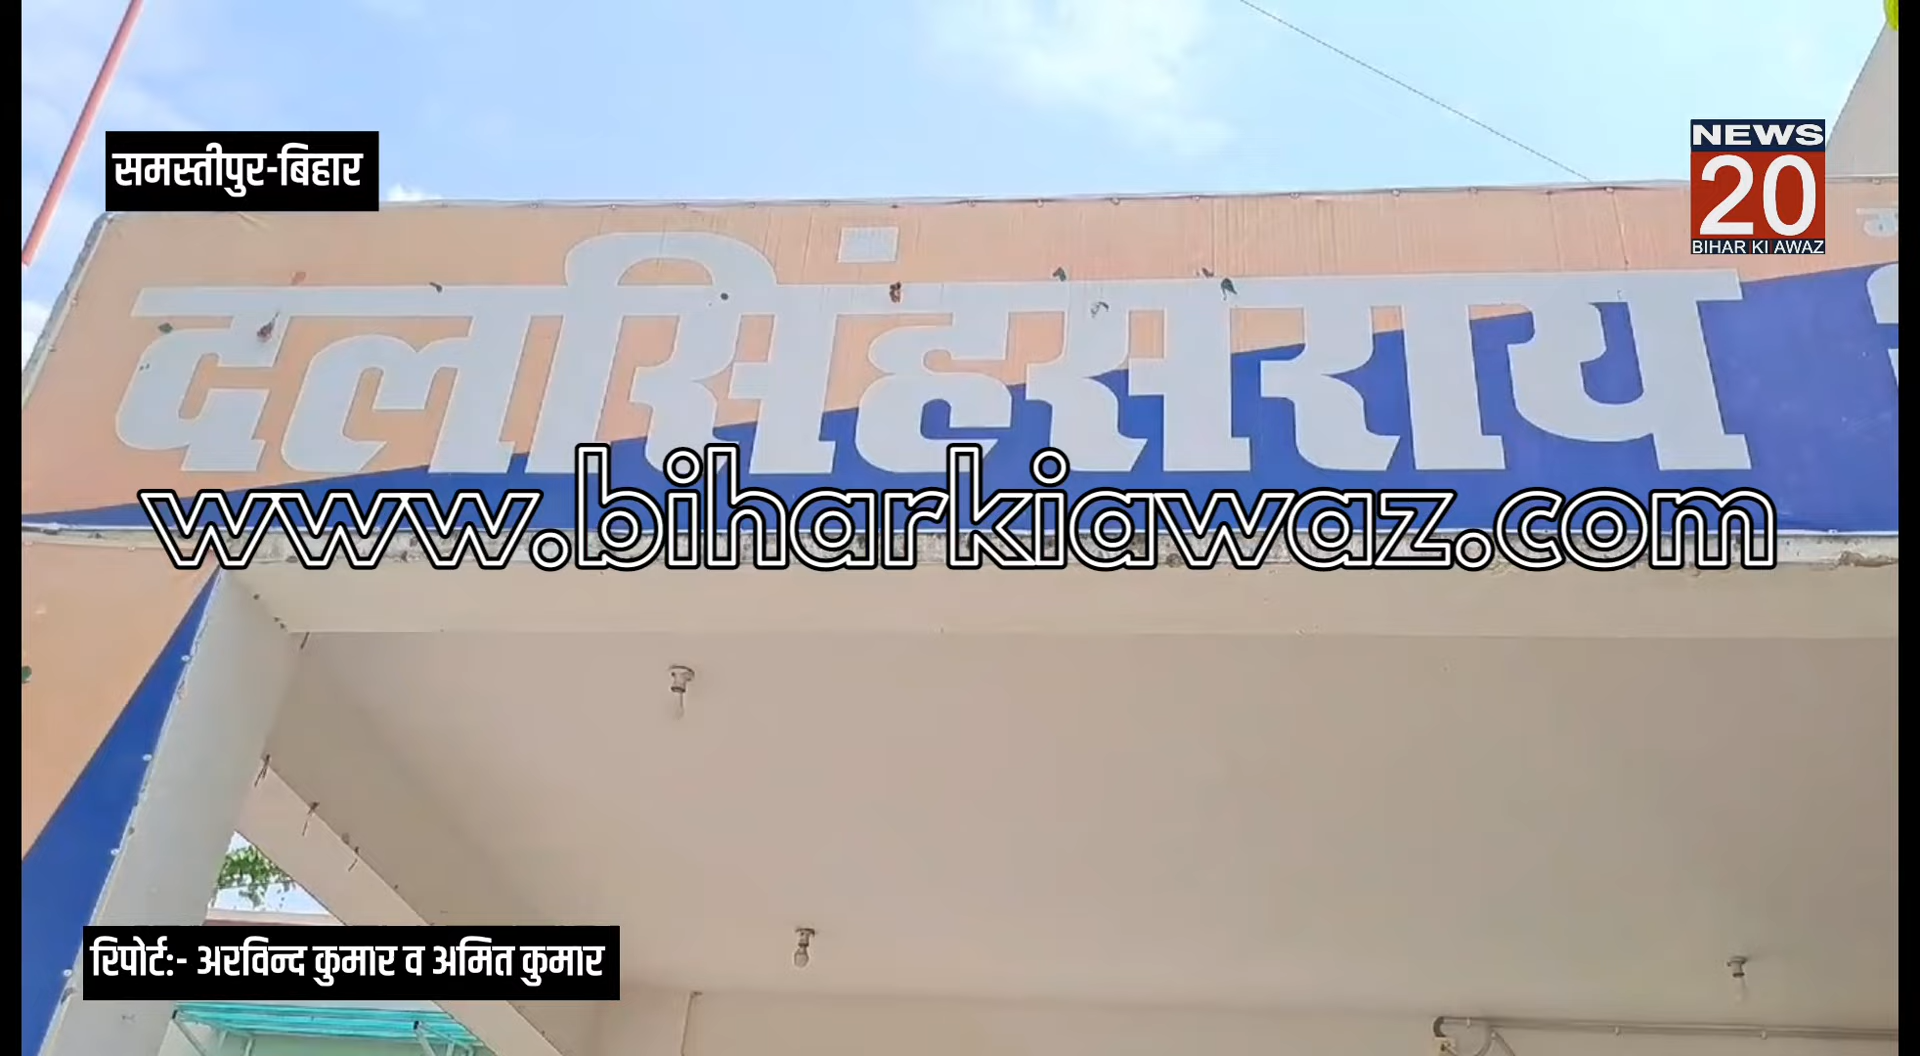 समस्तीपुर-बिहार
NEWS
20
BIHAR KI AWAZ
दलसिंहसराय
www.biharkiawaz.com
रिपोर्ट:- अरविन्द कुमार व अमित कुमार